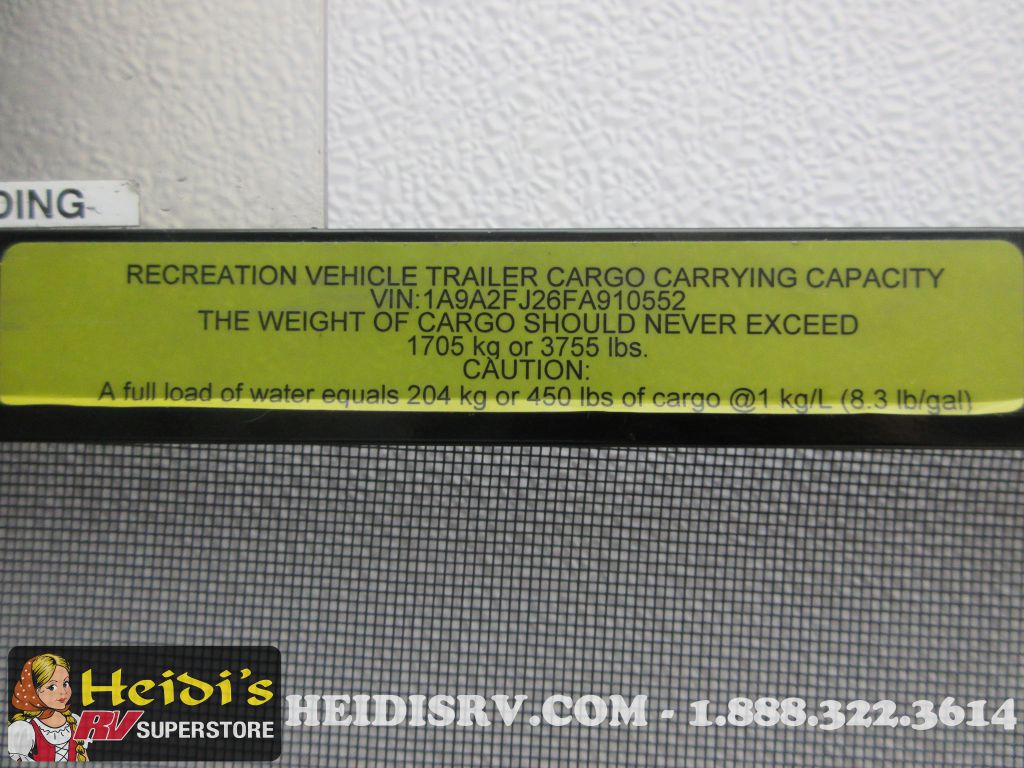 DING
RECREATION VEHICLE TRAILER CARGO CARRYING CAPACITY
VIN:1A9A2FJ26FA910552
THE WEIGHT OF CARGO SHOULD NEVER EXCEED
1705 kg or 3755 lbs.
CAUTION:
A full load of water equals 204 kg or 450 lbs of cargo @1 kg/L (8.3 lb/gal)
Heidi's
RV SUPERSTORE
HEIDISRV.COM - 1.888.322.3614